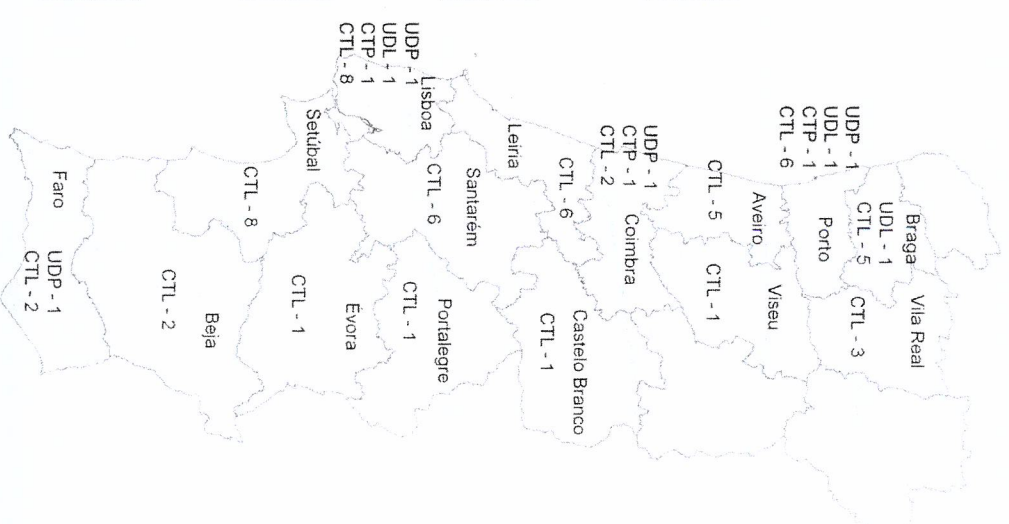 Braga
UDL - 1
CTL - 5
Vila Real
CTL - 3
UDP - 1
UDL - 1
CTP - 1
CTL - 6
Porto
Aveiro
CTL - 5
Viseu
CTL - 1
UDP - 1
CTP - 1
CTL - 2
Coimbra
Castelo Branco
CTL - 1
Leiria
CTL - 6
Santarém
CTL - 6
Portalegre
CTL - 1
UDP - 1
UDL - 1
CTP - 1
CTL - 8
Lisboa
Setúbal
CTL - 8
Évora
CTL - 1
Beja
CTL - 2
Faro
UDP - 1
CTL - 2